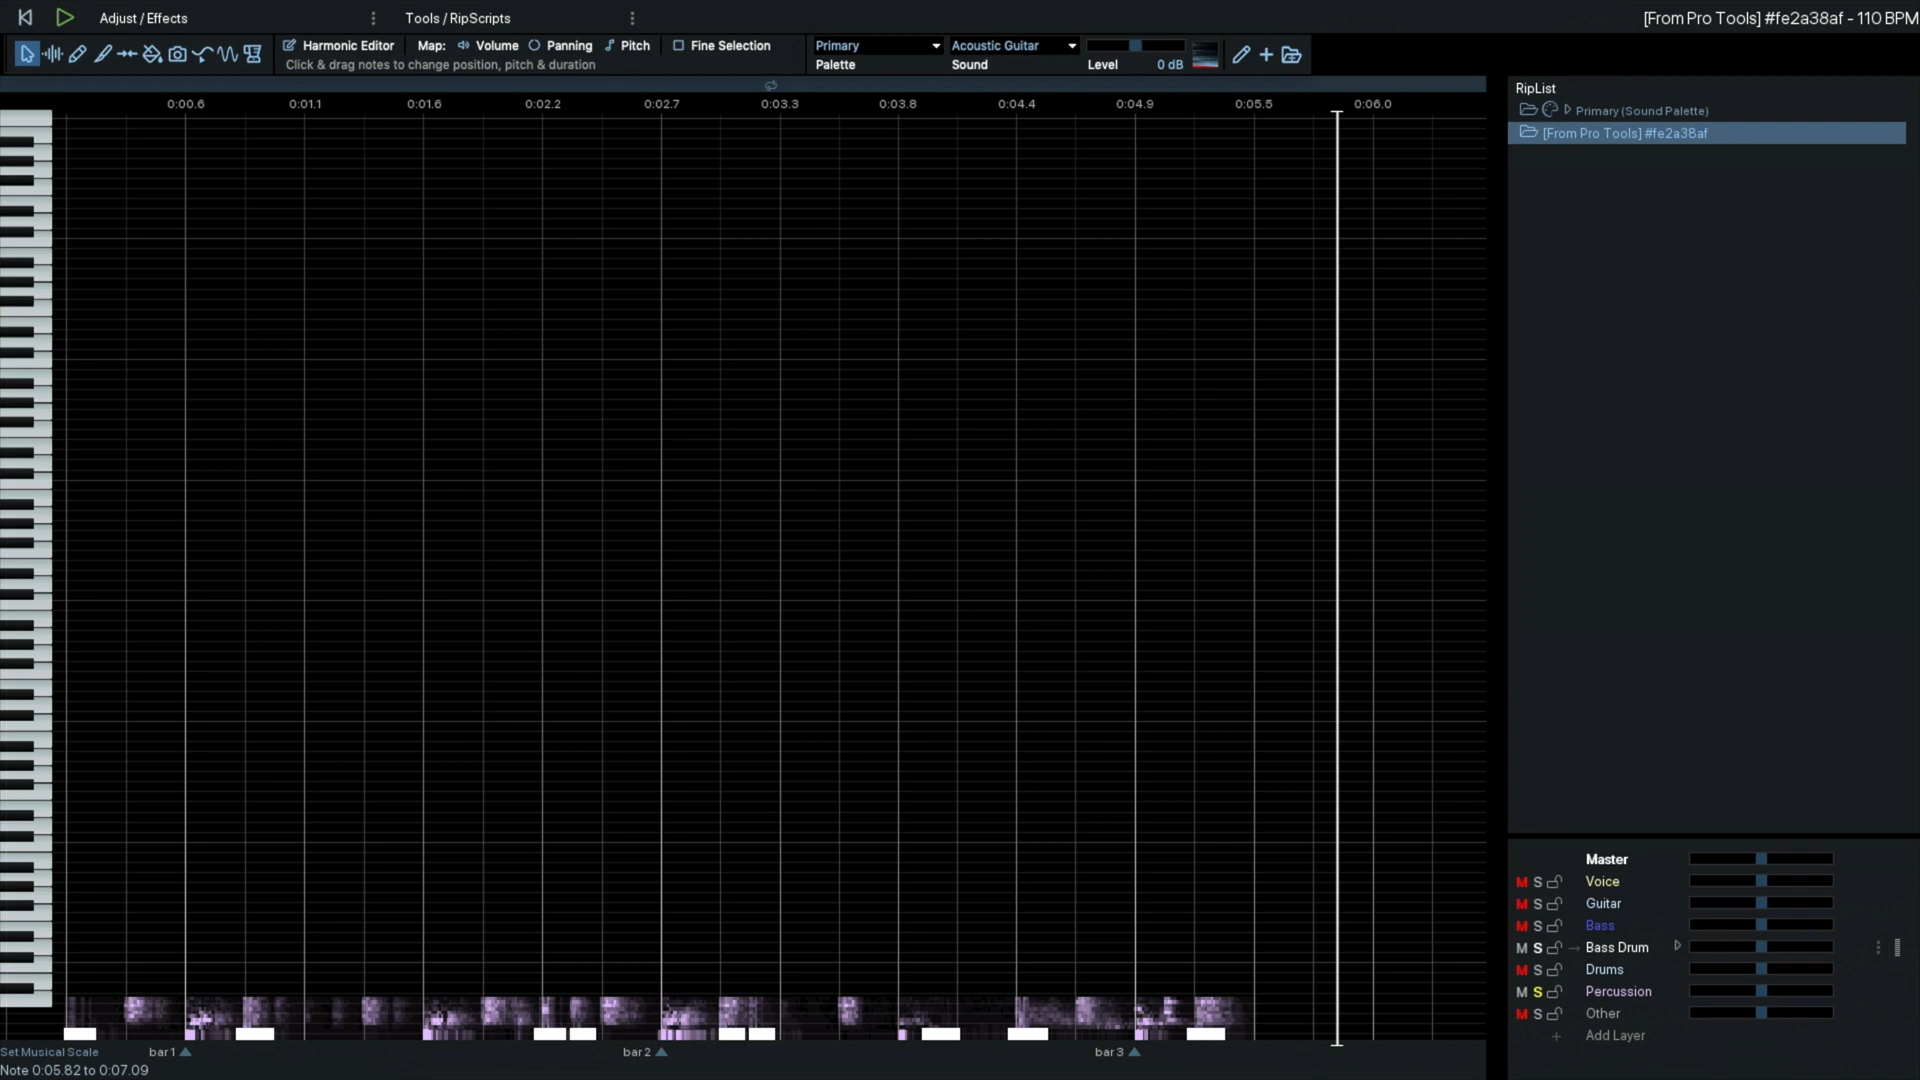 Adjust / Effects
Tools / RipScripts
[From Pro Tools] #fe2a38af - 110 BPM
Harmonic Editor Map: Volume Panning Pitch Fine Selection
Click & drag notes to change position, pitch & duration
Primary Acoustic Guitar
Palette Sound Level 0 dB
0:00.6 0:01.1 0:01.6 0:02.2 0:02.7 0:03.3 0:03.8 0:04.4 0:04.9 0:05.5 0:06.0
RipList
Primary (Sound Palette)
[From Pro Tools] #fe2a38af
Master
M S Voice
M S Guitar
M S Bass
M S Bass Drum
M S Drums
M S Percussion
M S Other
+ Add Layer
Set Musical Scale bar 1 bar 2 bar 3
Note 0:05.82 to 0:07.09